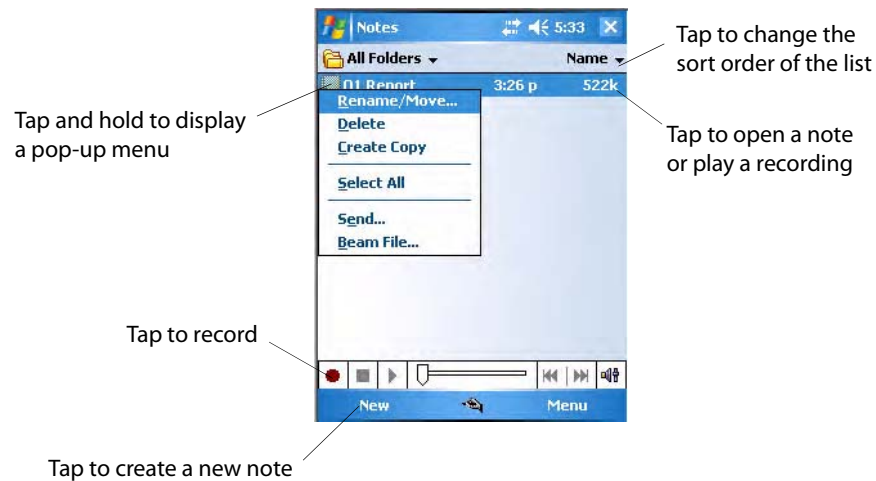 Notes 5:33
All Folders Name
Q1 Report 3:26 p 522k
Rename/Move...
Delete
Create Copy
Select All
Send...
Beam File...
New Menu
Tap to change the
sort order of the list
Tap and hold to display
a pop-up menu
Tap to open a note
or play a recording
Tap to record
Tap to create a new note